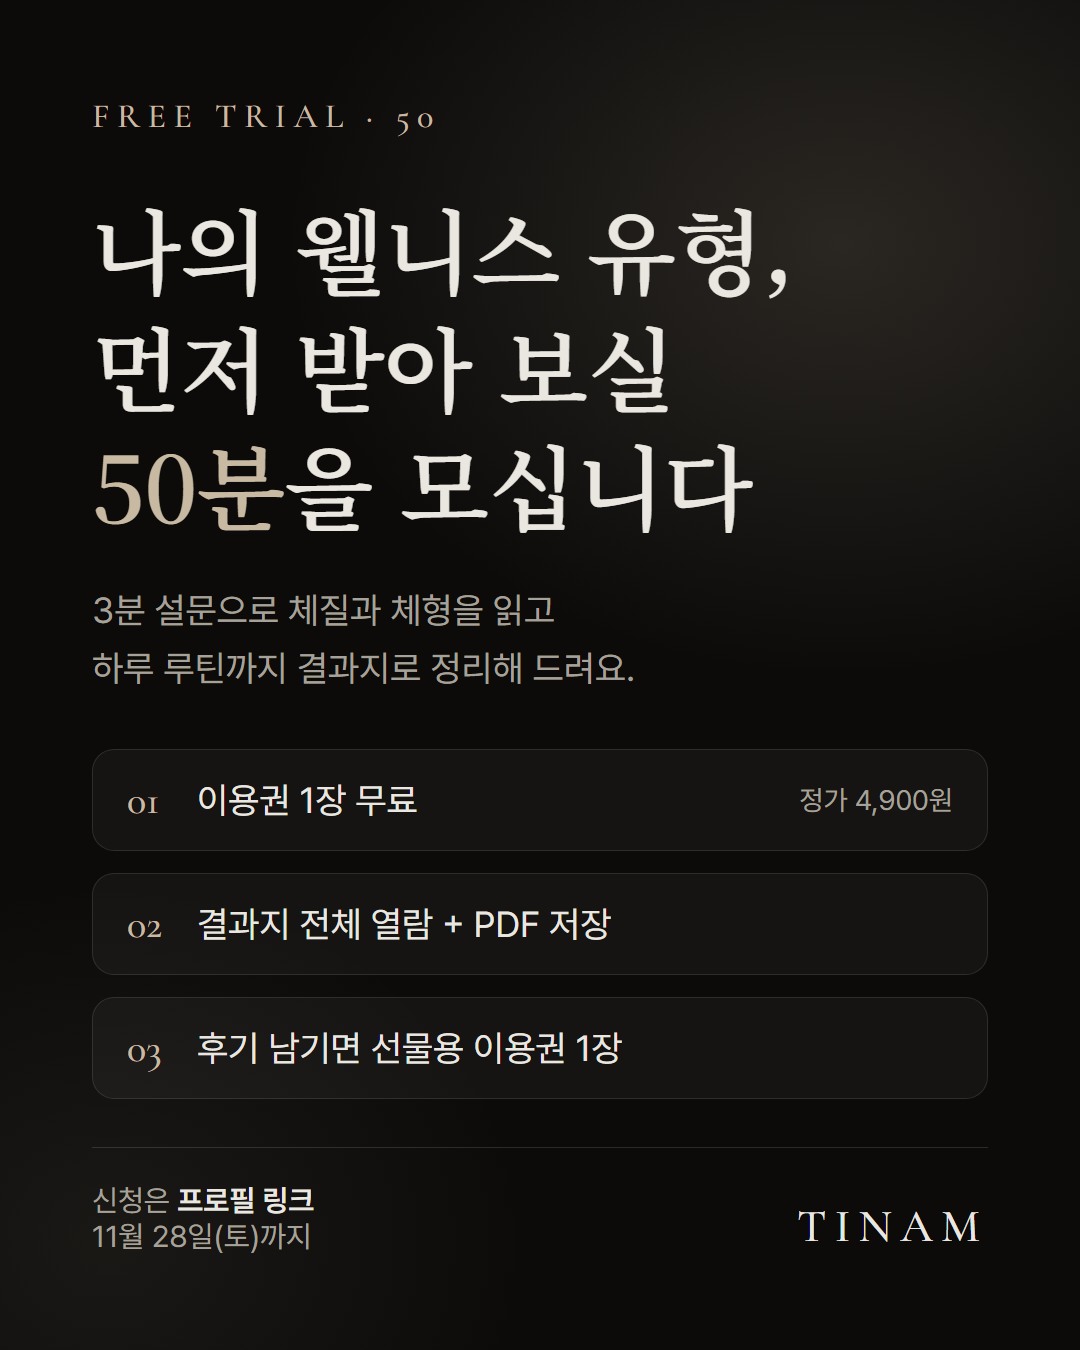 FREE TRIAL · 50
나의 웰니스 유형,
먼저 받아 보실
50분을 모십니다
3분 설문으로 체질과 체형을 읽고
하루 루틴까지 결과지로 정리해 드려요.
01 이용권 1장 무료 정가 4,900원
02 결과지 전체 열람 + PDF 저장
03 후기 남기면 선물용 이용권 1장
신청은 프로필 링크
11월 28일(토)까지
TINAM